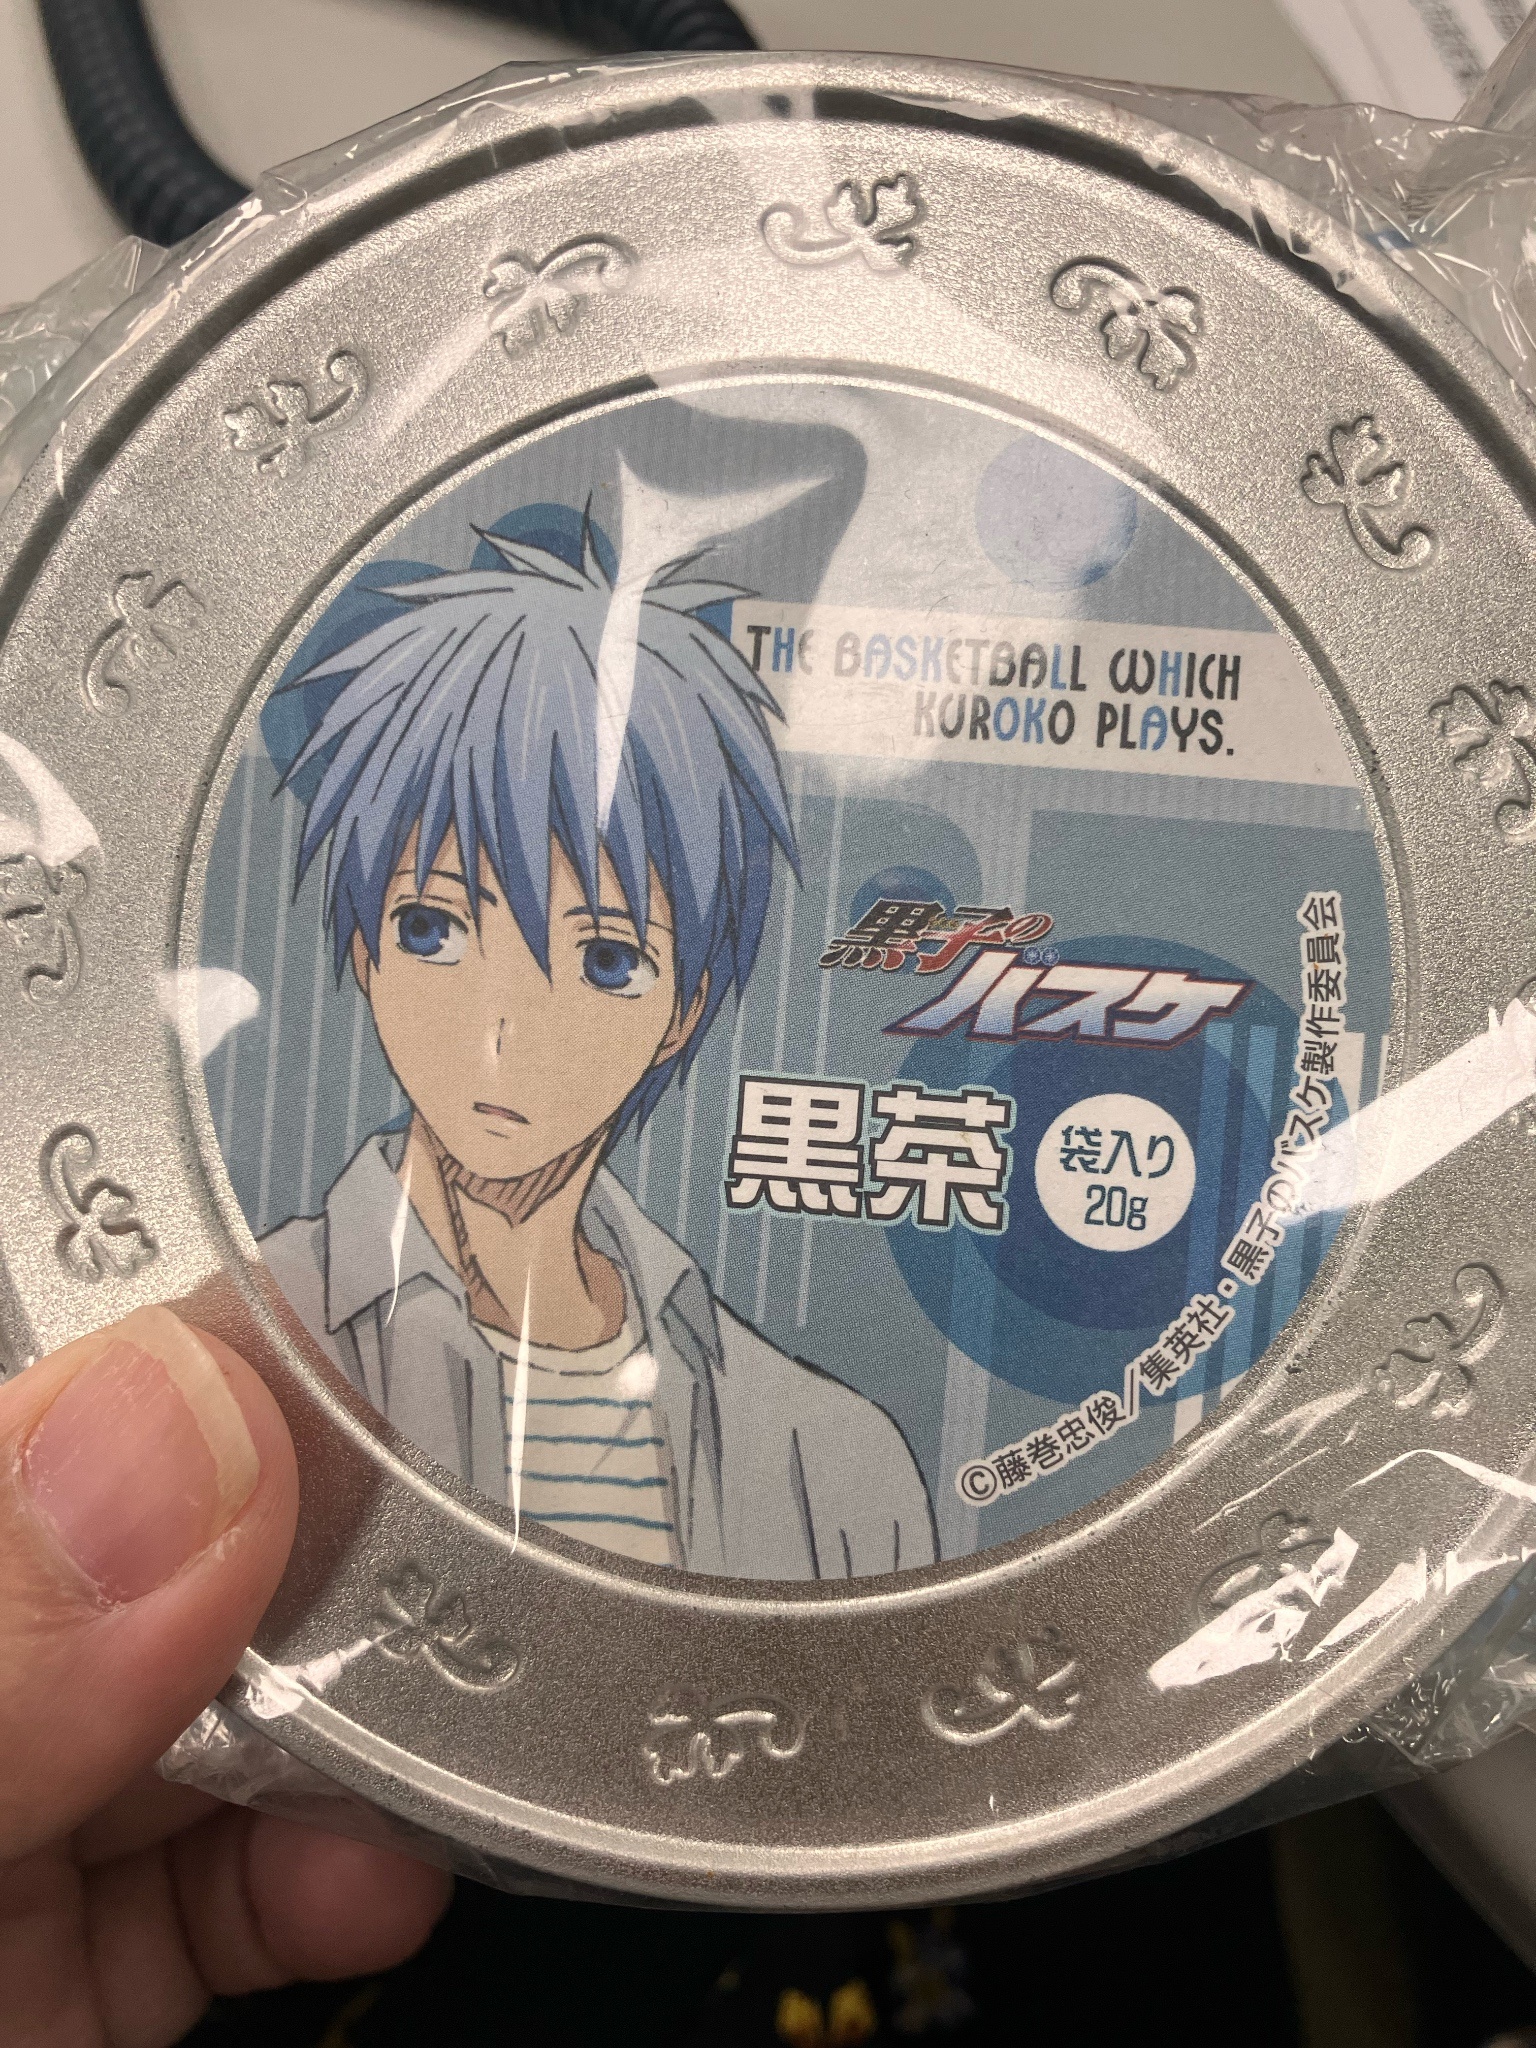 THE BASKETBALL WHICH
KUROKO PLAYS.
黒子の
バスケ
黒茶
袋入り
20g
©藤巻忠俊/集英社・黒子のバスケ製作委員会